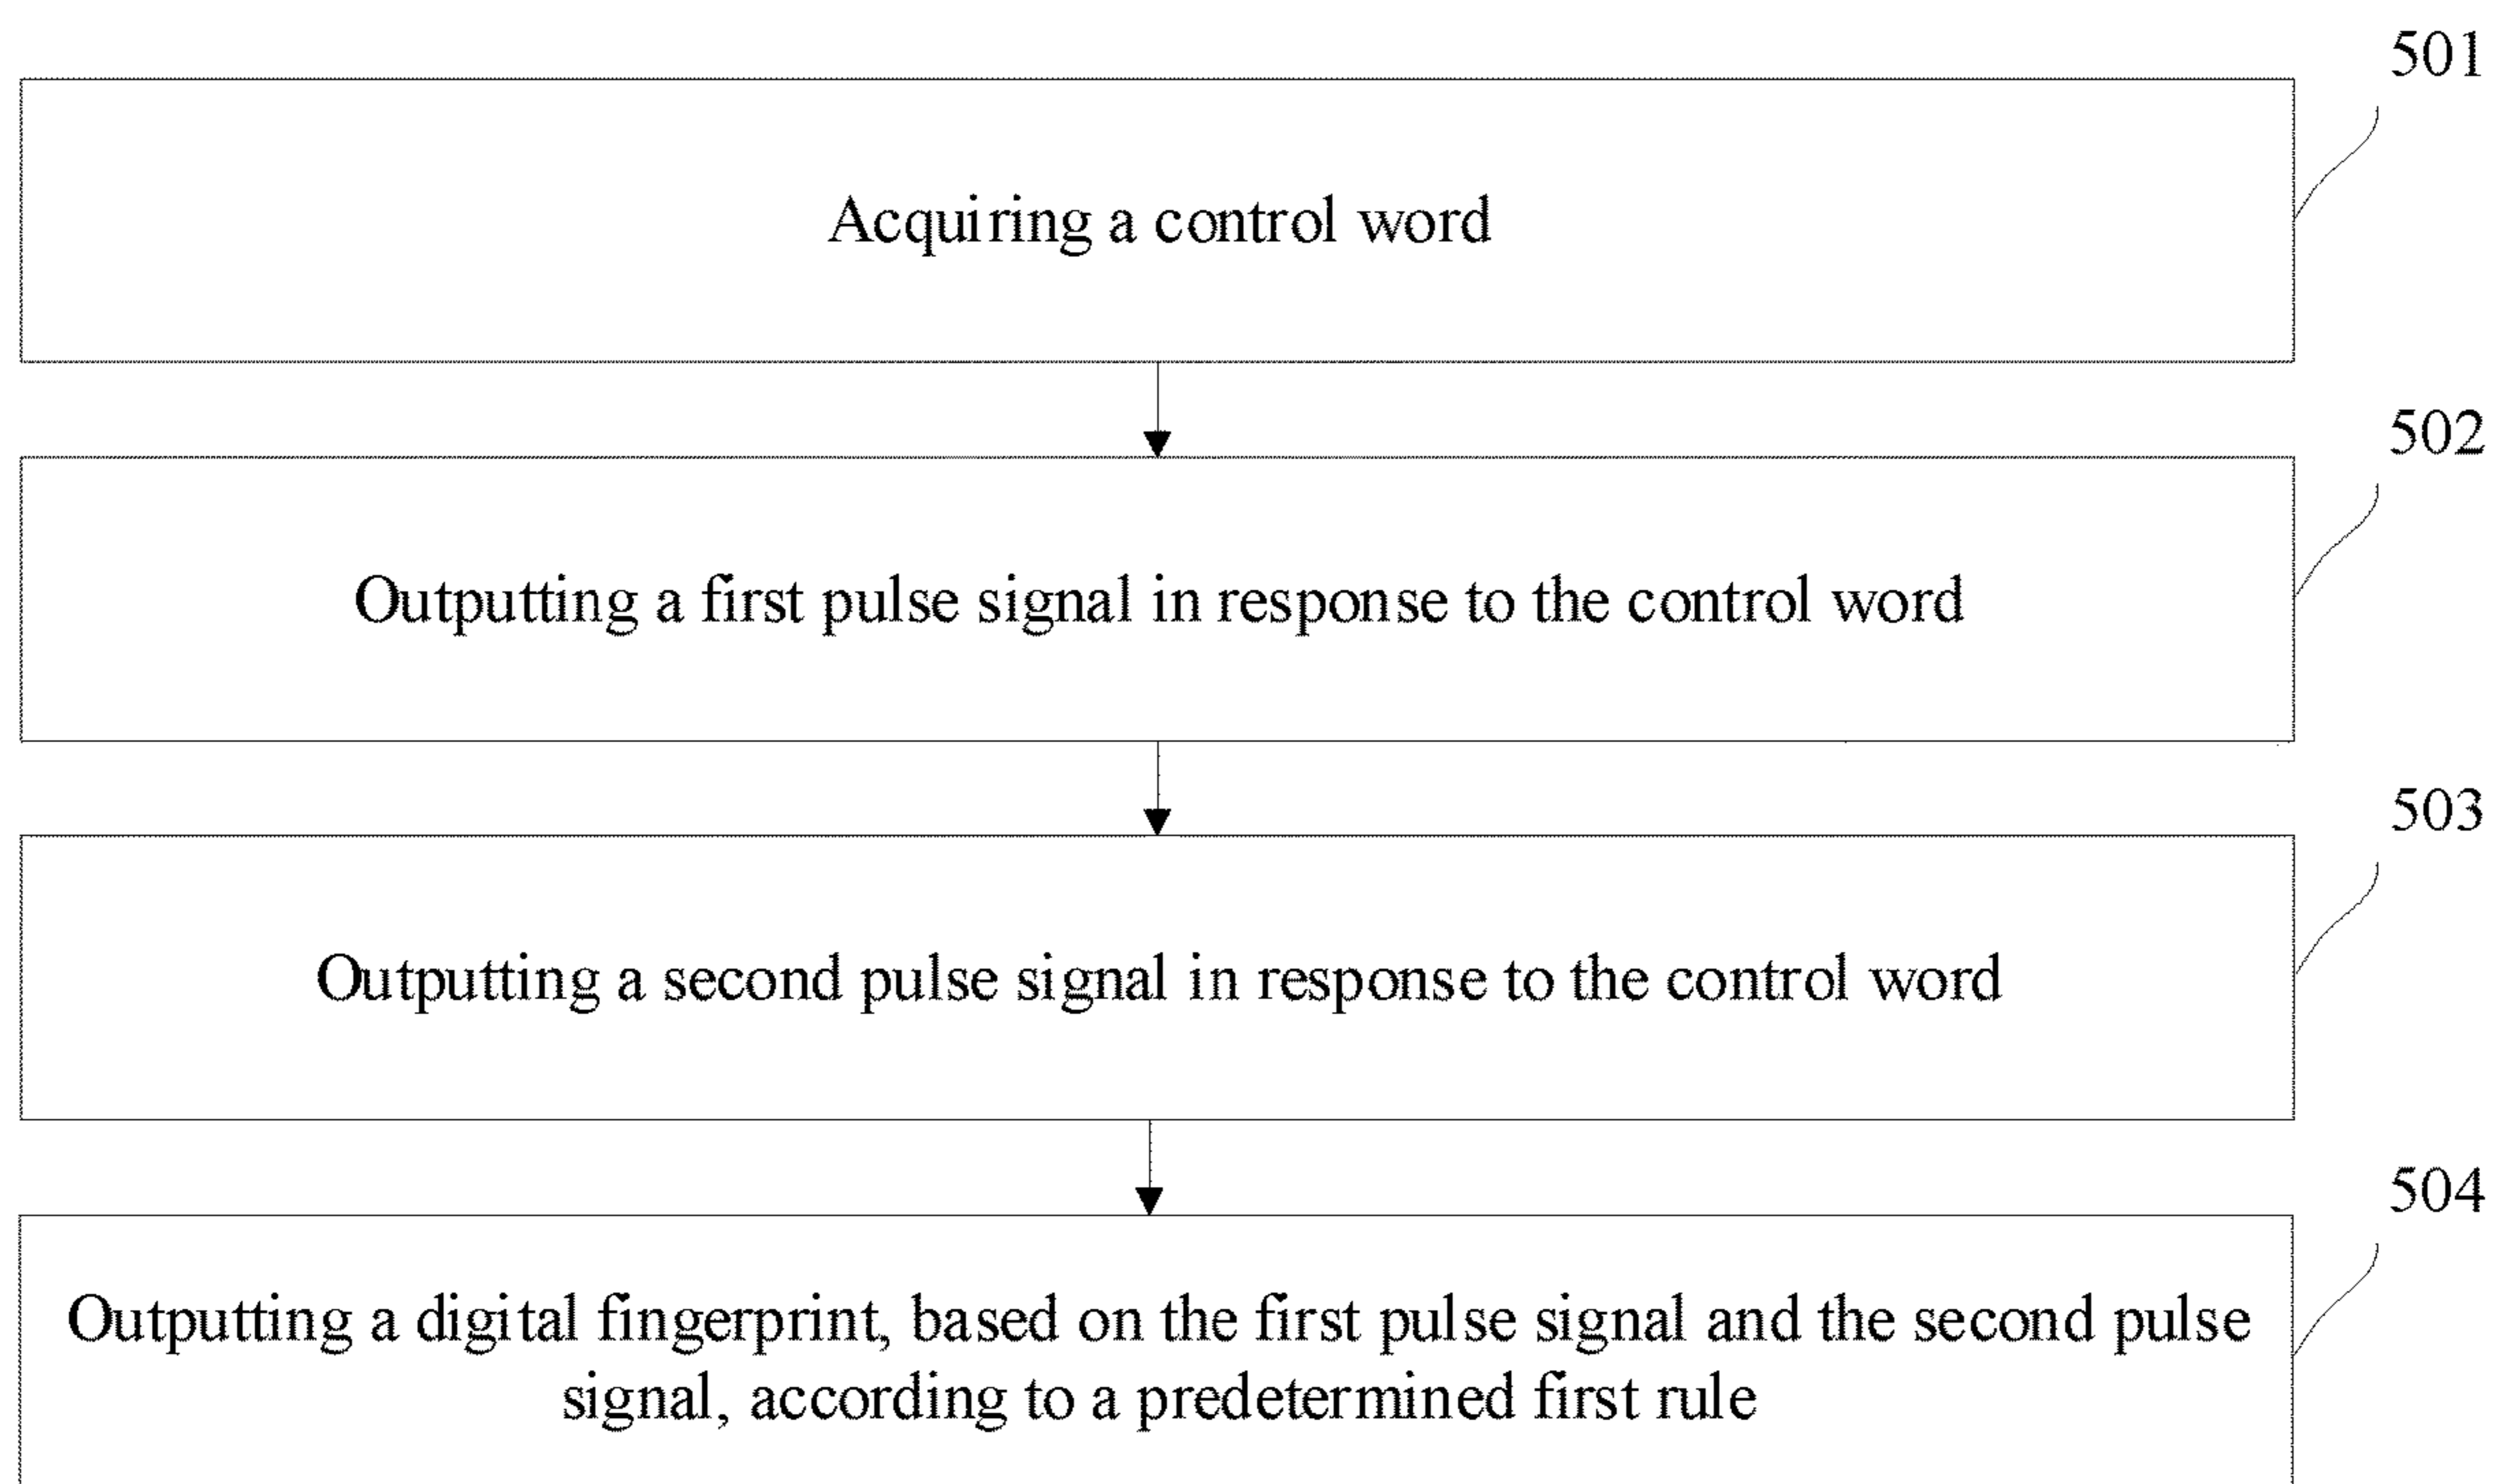 501
Acquiring a control word
502
Outputting a first pulse signal in response to the control word
503
Outputting a second pulse signal in response to the control word
504
Outputting a digital fingerprint, based on the first pulse signal and the second pulse
signal, according to a predetermined first rule